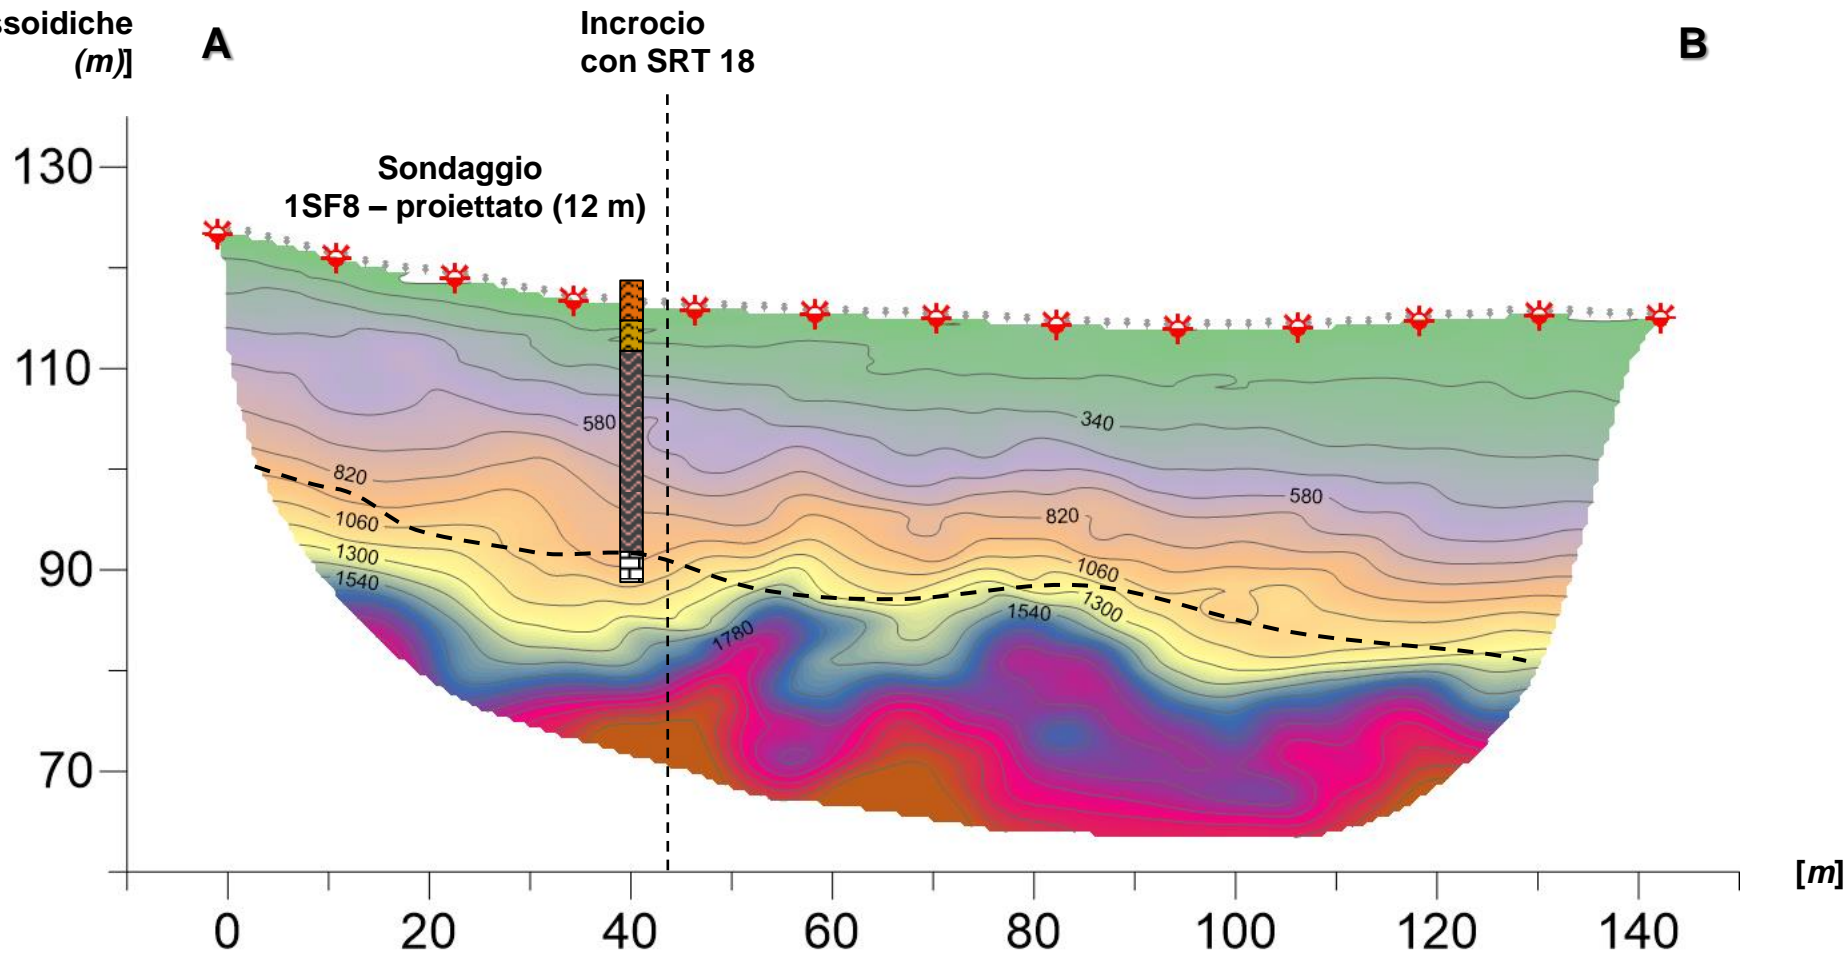 ssoidiche
(m)]
A
Incrocio
con SRT 18
B
Sondaggio
1SF8 – proiettato (12 m)
130
110
90
70
580
340
580
820
820
1060
1300
1540
1060
1300
1540
1780
[m]
0 20 40 60 80 100 120 140